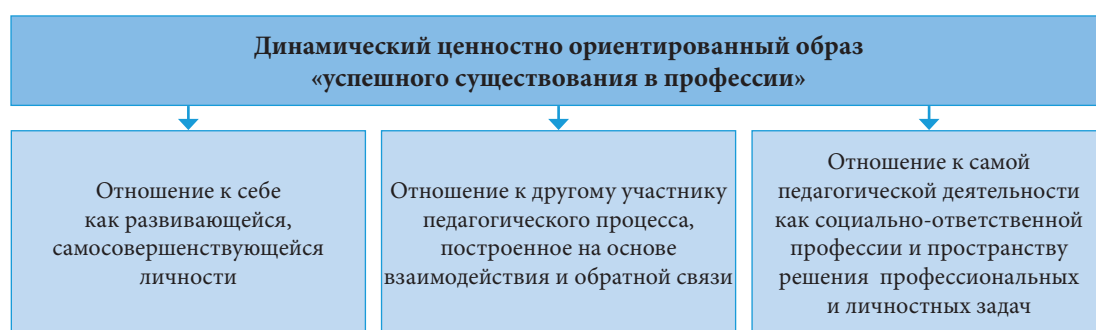 Динамический ценностно ориентированный образ
«успешного существования в профессии»
Отношение к себе
как развивающейся,
самосовершенствующейся
личности
Отношение к другому участнику
педагогического процесса,
построенное на основе
взаимодействия и обратной связи
Отношение к самой
педагогической деятельности
как социально-ответственной
профессии и пространству
решения профессиональных
и личностных задач